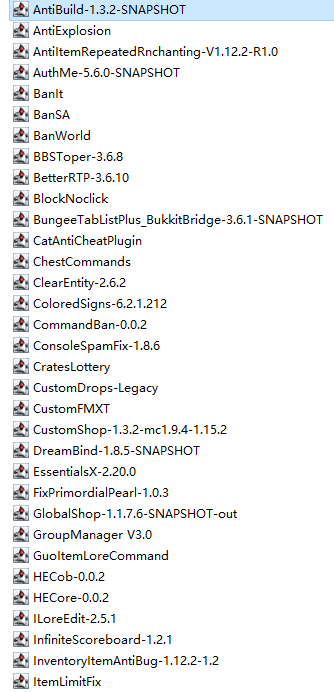 AntiBuild-1.3.2-SNAPSHOT
AntiExplosion
AntiItemRepeatedRnchanting-V1.12.2-R1.0
AuthMe-5.6.0-SNAPSHOT
BanIt
BanSA
BanWorld
BBSToper-3.6.8
BetterRTP-3.6.10
BlockNoclick
BungeeTabListPlus_BukkitBridge-3.6.1-SNAPSHOT
CatAntiCheatPlugin
ChestCommands
ClearEntity-2.6.2
ColoredSigns-6.2.1.212
CommandBan-0.0.2
ConsoleSpamFix-1.8.6
CratesLottery
CustomDrops-Legacy
CustomFMXT
CustomShop-1.3.2-mc1.9.4-1.15.2
DreamBind-1.8.5-SNAPSHOT
EssentialsX-2.20.0
FixPrimordialPearl-1.0.3
GlobalShop-1.1.7.6-SNAPSHOT-out
GroupManager V3.0
GuoItemLoreCommand
HECob-0.0.2
HECore-0.0.2
ILoreEdit-2.5.1
InfiniteScoreboard-1.2.1
InventoryItemAntiBug-1.12.2-1.2
ItemLimitFix